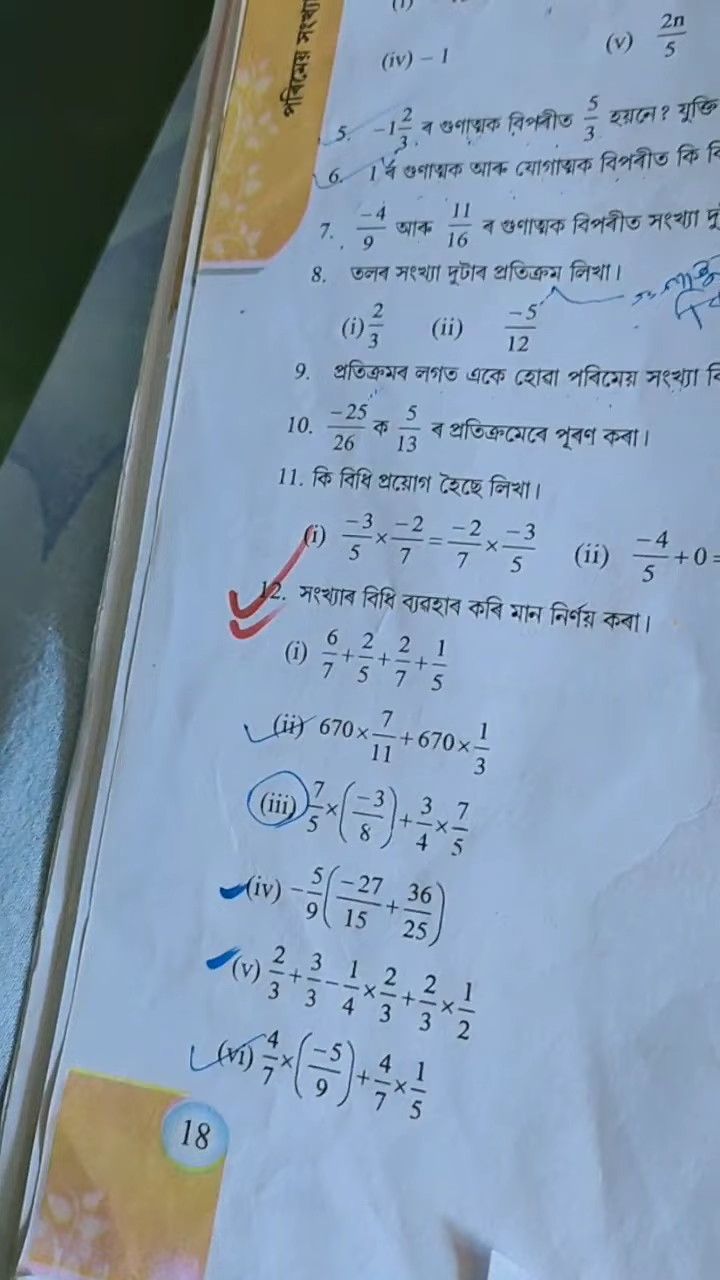 পৰিমেয় সংখ্যা
(iv) – 1 (v) 2n/5
5. -1 2/3 ৰ গুণাত্মক বিপৰীত 5/3 হয়নে? যুক্তি
6. 1 ৰ গুণাত্মক আৰু যোগাত্মক বিপৰীত কি
7. -4/9 আৰু 11/16 ৰ গুণাত্মক বিপৰীত সংখ্যা
8. তলৰ সংখ্যা দুটাৰ প্ৰতিক্ৰম লিখা।
(i) 2/3 (ii) -5/12
9. প্ৰতিক্ৰমৰ লগত একে হোৱা পৰিমেয় সংখ্যা
10. -25/26 ক 5/13 ৰ প্ৰতিক্ৰমেৰে পূৰণ কৰা।
11. কি বিধি প্ৰয়োগ হৈছে লিখা।
(i) -3/5 × -2/7 = -2/7 × -3/5 (ii) -4/5 + 0 =
12. সংখ্যাৰ বিধি ব্যৱহাৰ কৰি মান নিৰ্ণয় কৰা।
(i) 6/7 + 2/5 + 2/7 + 1/5
(ii) 670 × 7/11 + 670 × 1/3
(iii) 7/5 × (-3/8) + 3/4 × 7/5
(iv) - 5/9 (-27/15 + 36/25)
(v) 2/3 + 3/3 - 1/4 × 2/3 + 2/3 × 1/2
(vi) 4/7 × (-5/9) + 4/7 × 1/5
18